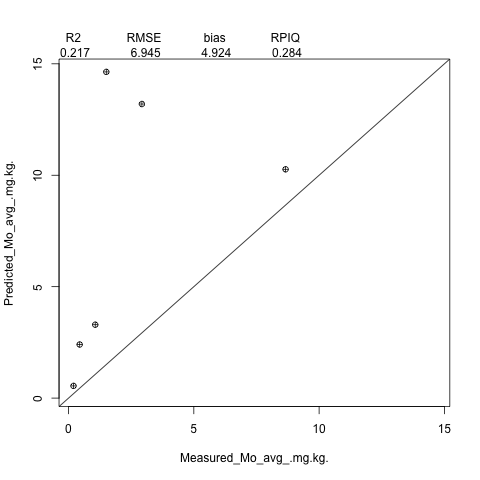 R2 RMSE bias RPIQ
0.217 6.945 4.924 0.284
15
10
5
0
Predicted_Mo_avg_.mg.kg.
0 5 10 15
Measured_Mo_avg_.mg.kg.